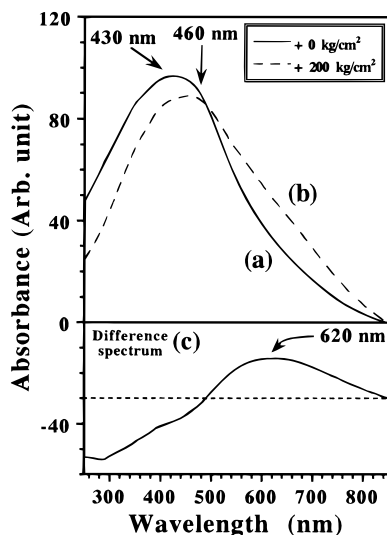 430 nm
460 nm
+ 0 kg/cm²
+ 200 kg/cm²
120
80
40
0
-40
Absorbance (Arb. unit)
(b)
(a)
Difference spectrum (c)
620 nm
300 400 500 600 700 800
Wavelength (nm)